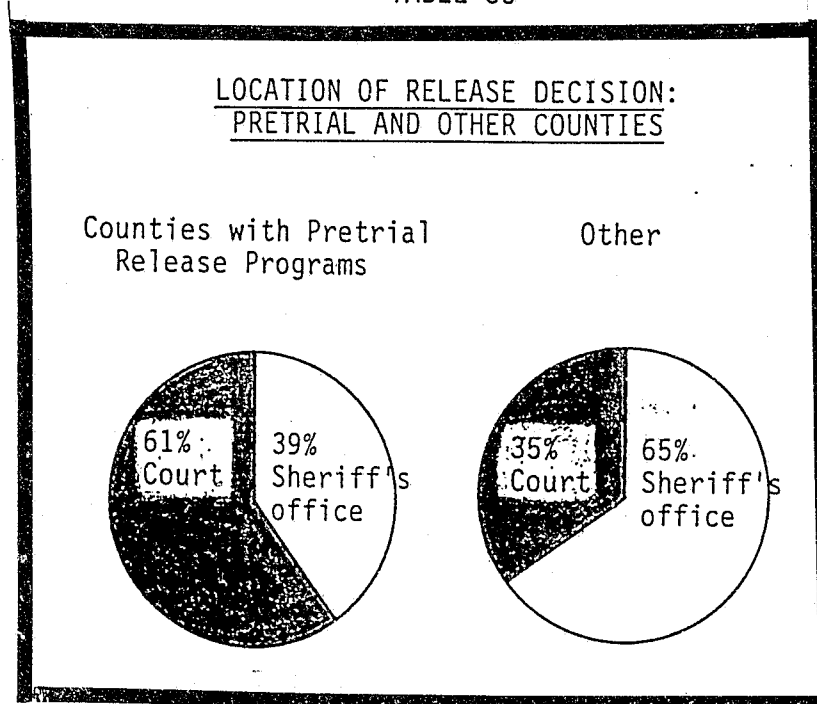 LOCATION OF RELEASE DECISION:
PRETRIAL AND OTHER COUNTIES
Counties with Pretrial
Release Programs
Other
61%
Court
39%
Sheriff's
office
35%
Court
65%
Sheriff's
office